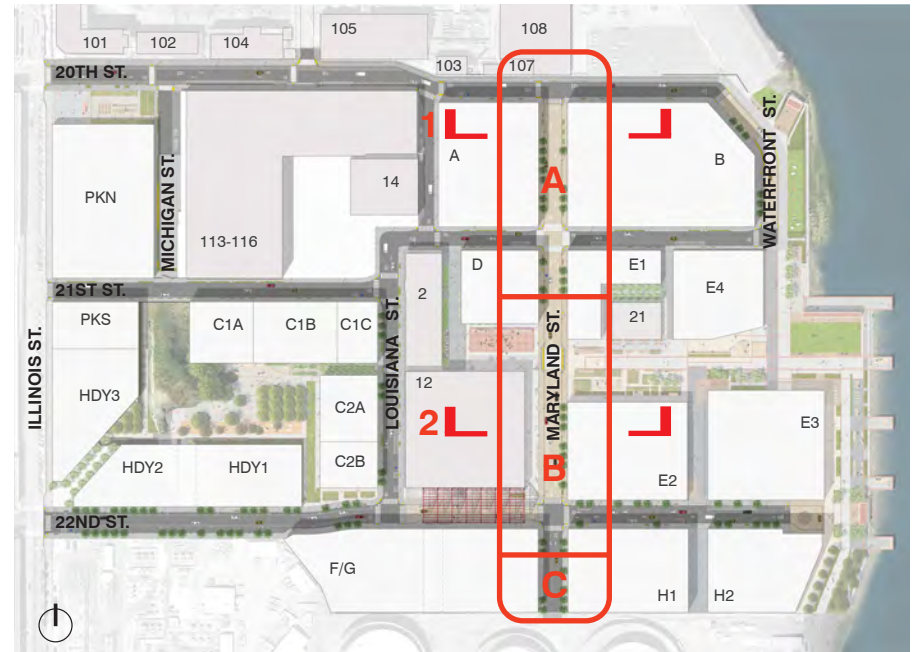 101
102
104
105
108
103
107
20TH ST.
1
A
A
B
WATERFRONT ST.
PKN
MICHIGAN ST.
14
113-116
21ST ST.
D
E1
E4
2
21
PKS
C1A
C1B
C1C
ILLINOIS ST.
LOUISIANA ST.
MARYLAND ST.
HDY3
12
C2A
2
E3
HDY2
HDY1
C2B
B
E2
22ND ST.
F/G
C
H1
H2